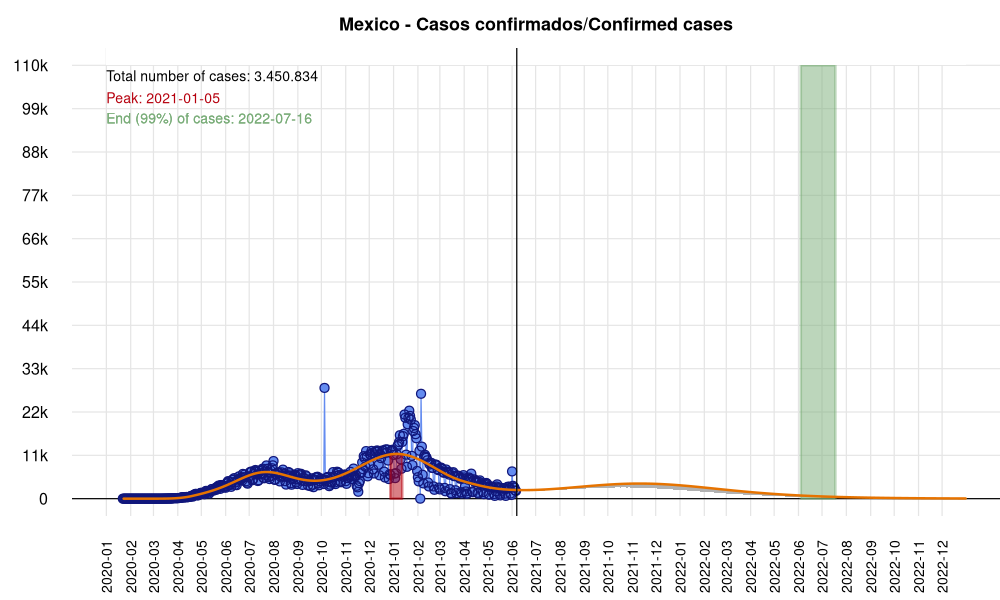 Mexico - Casos confirmados/Confirmed cases
Total number of cases: 3.450.834
Peak: 2021-01-05
End (99%) of cases: 2022-07-16
110k
99k
88k
77k
66k
55k
44k
33k
22k
11k
0
2020-01
2020-02
2020-03
2020-04
2020-05
2020-06
2020-07
2020-08
2020-09
2020-10
2020-11
2020-12
2021-01
2021-02
2021-03
2021-04
2021-05
2021-06
2021-07
2021-08
2021-09
2021-10
2021-11
2021-12
2022-01
2022-02
2022-03
2022-04
2022-05
2022-06
2022-07
2022-08
2022-09
2022-10
2022-11
2022-12